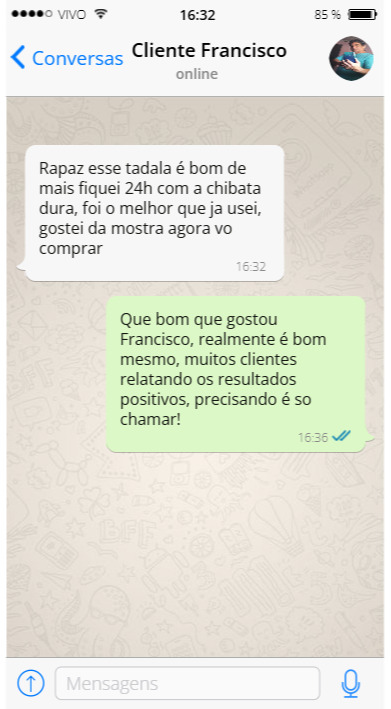 VIVO 16:32 85 %
Conversas Cliente Francisco
online
Rapaz esse tadala é bom de
mais fiquei 24h com a chibata
dura, foi o melhor que ja usei,
gostei da mostra agora vo
comprar
16:32
Que bom que gostou
Francisco, realmente é bom
mesmo, muitos clientes
relatando os resultados
positivos, precisando é so
chamar!
16:36
Mensagens